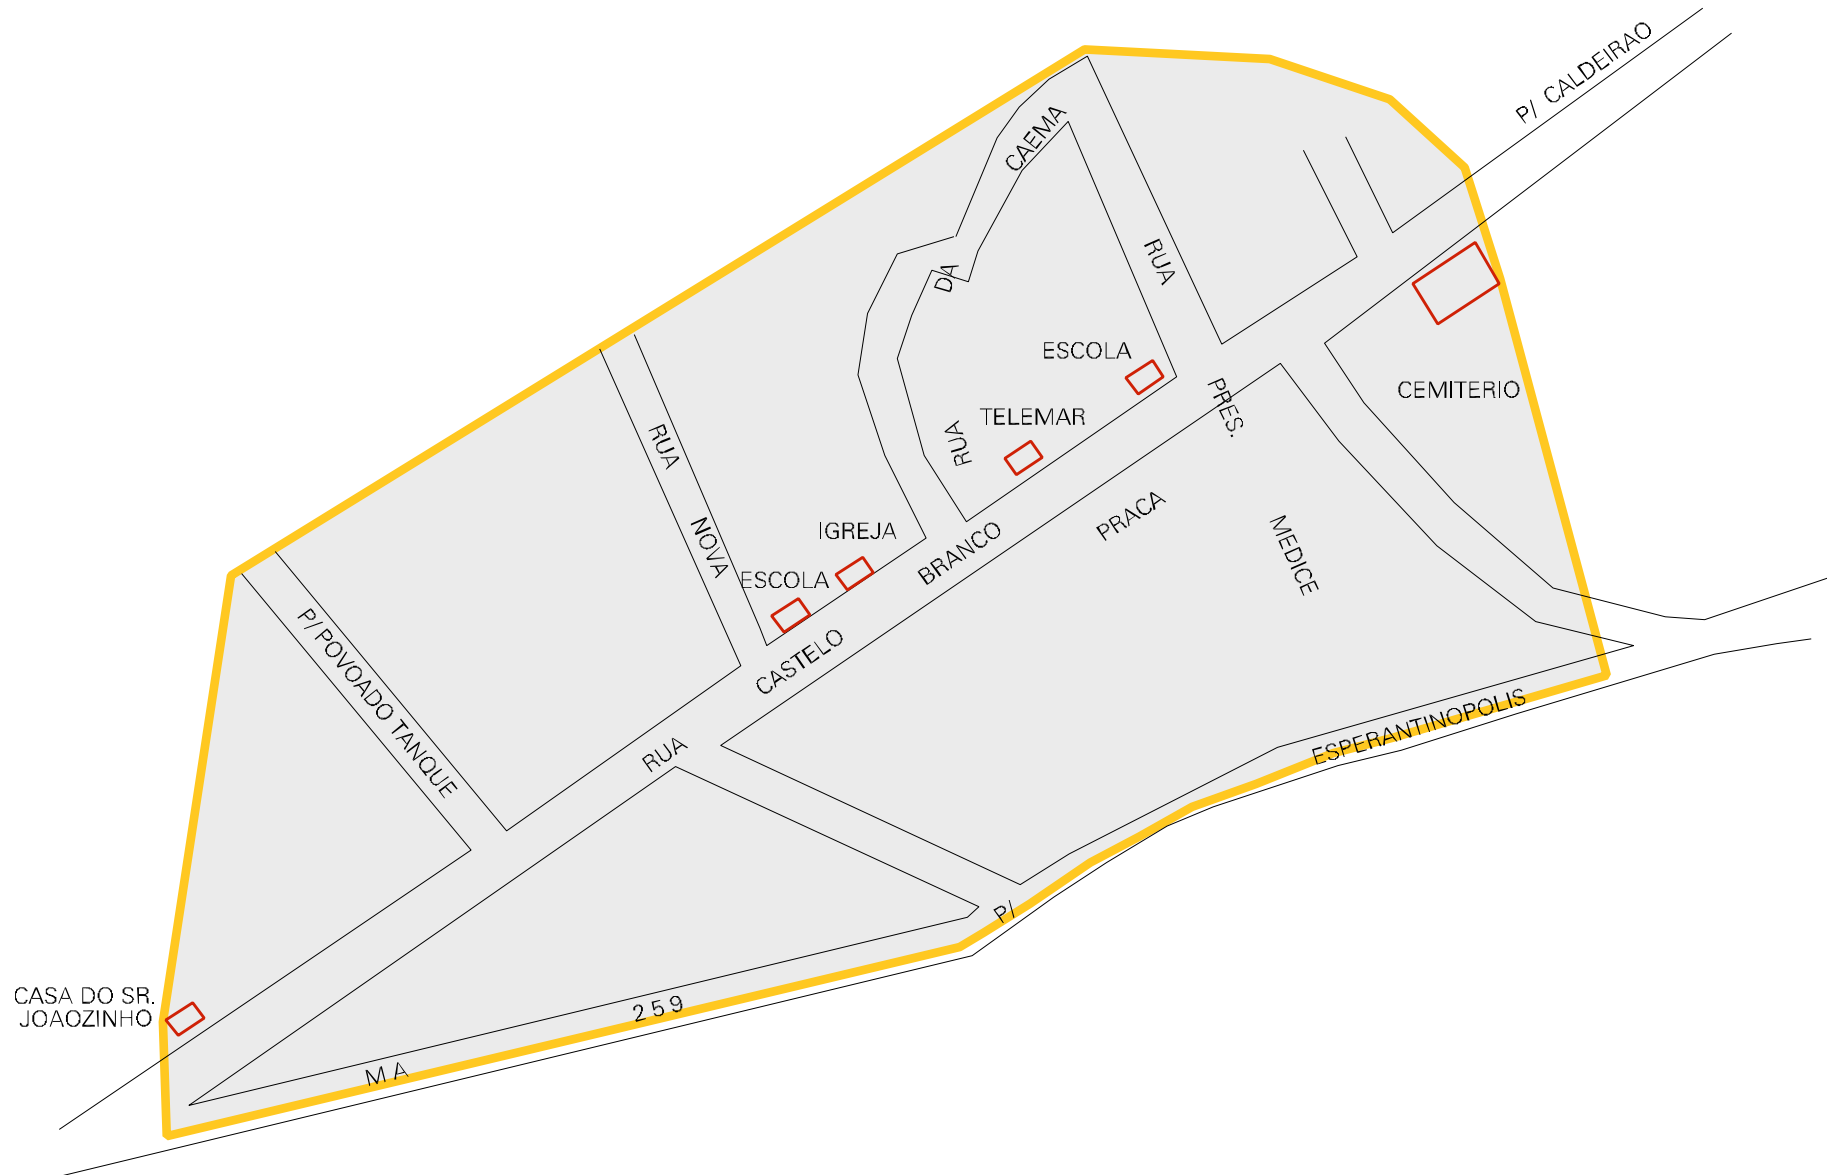 P/ CALDEIRAO
RUA DA CAEMA
RUA PRES. MEDICE
ESCOLA
TELEMAR
CEMITERIO
RUA NOVA
IGREJA
ESCOLA
PRACA
RUA CASTELO BRANCO
P/ POVOADO TANQUE
CASA DO SR.
JOAOZINHO
MA 259
P/ ESPERANTINOPOLIS